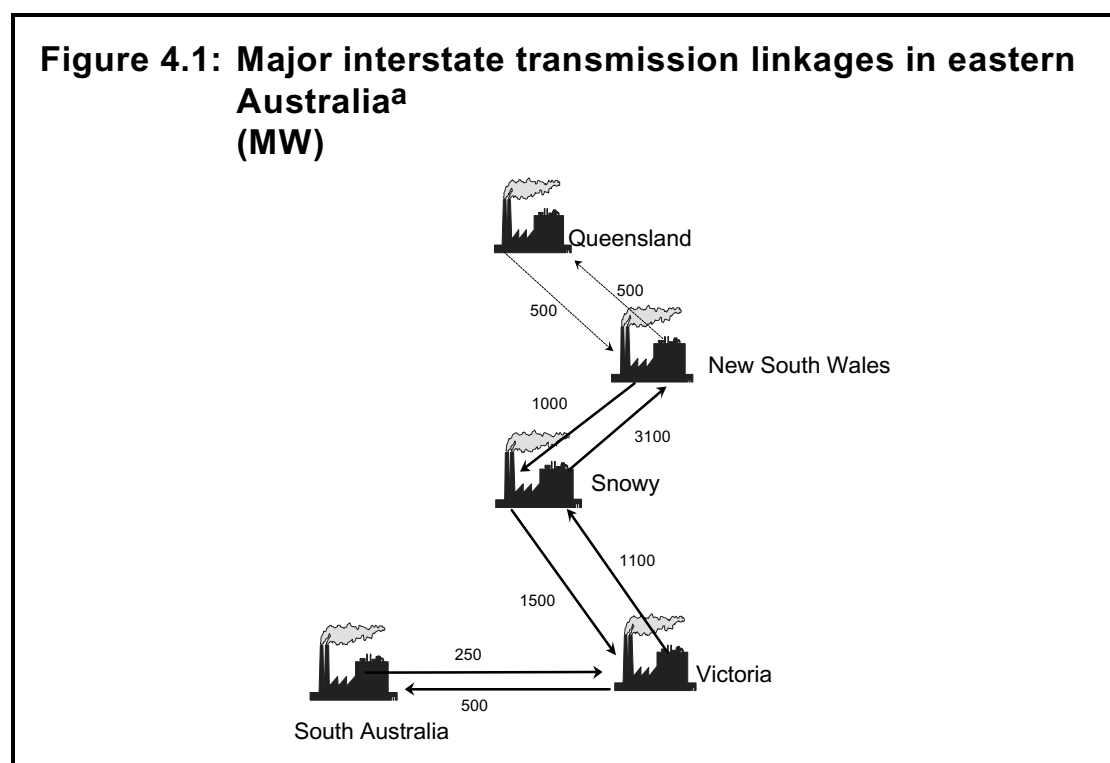 Figure 4.1: Major interstate transmission linkages in eastern
Australiaa
(MW)
Queensland
500
500
New South Wales
1000
3100
Snowy
1100
1500
250
Victoria
500
South Australia